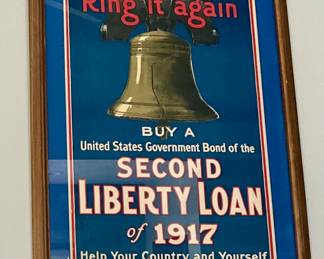 Ring it again
BUY A
United States Government Bond of the
SECOND
LIBERTY LOAN
of 1917
Help Your Country and Yourself